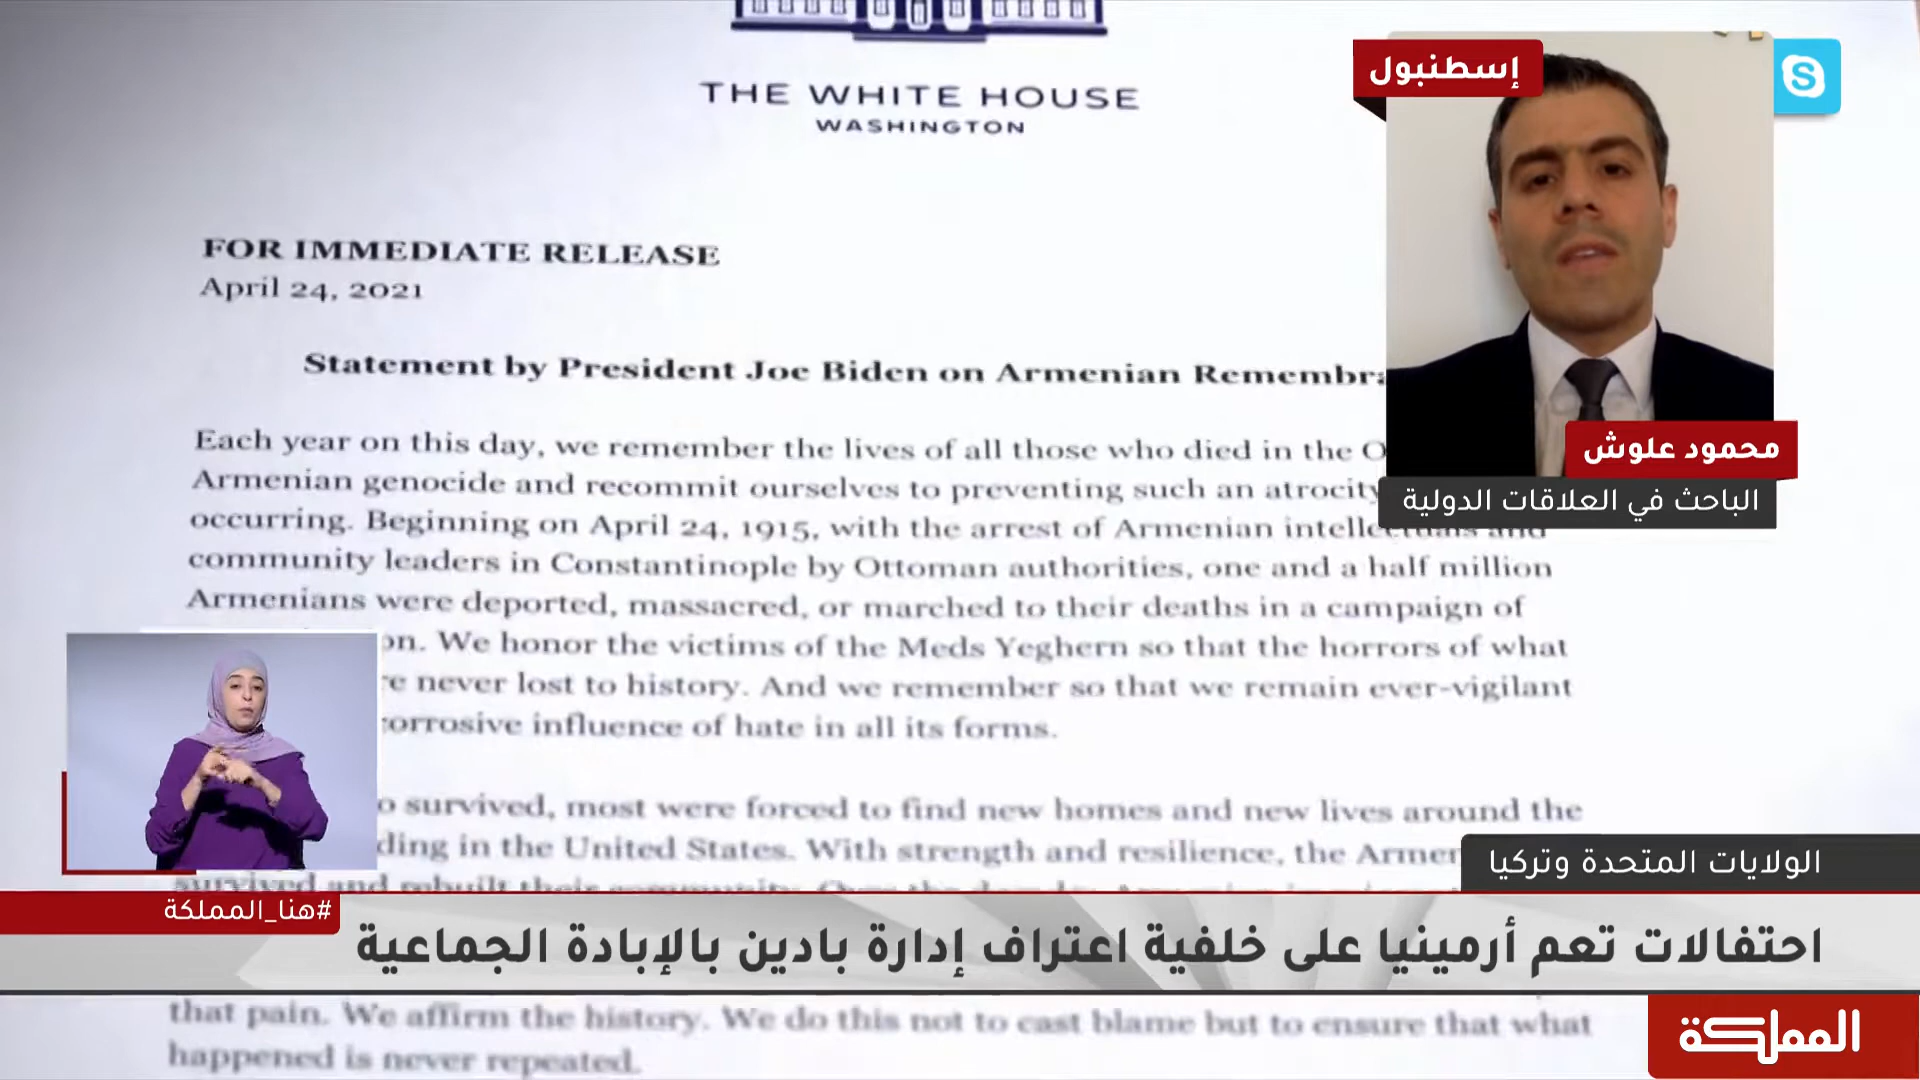 THE WHITE HOUSE
WASHINGTON
إسطنبول
FOR IMMEDIATE RELEASE
April 24, 2021
Statement by President Joe Biden on Armenian
Each year on this day, we remember the lives of all those who died in the
محمود علوش
Armenian genocide and recommit ourselves to preventing such an atrocity
الباحث في العلاقات الدولية
occurring. Beginning on April 24, 1915, with the arrest of Armenian intellectuals and
community leaders in Constantinople by Ottoman authorities, one and a half million
Armenians were deported, massacred, or marched to their deaths in a campaign of
We honor the victims of the Meds Yeghern so that the horrors of what
never lost to history. And we remember so that we remain ever-vigilant
corrosive influence of hate in all its forms.
survived, most were forced to find new homes and new lives around the
in the United States. With strength and resilience, the
الولايات المتحدة وتركيا
survived and rebuilt their community.
#هنا_المملكة
احتفالات تعم أرمينيا على خلفية اعتراف إدارة بادين بالإبادة الجماعية
that pain. We affirm the history. We do this not to cast blame but to ensure that what
happened is never repeated.
المملكة